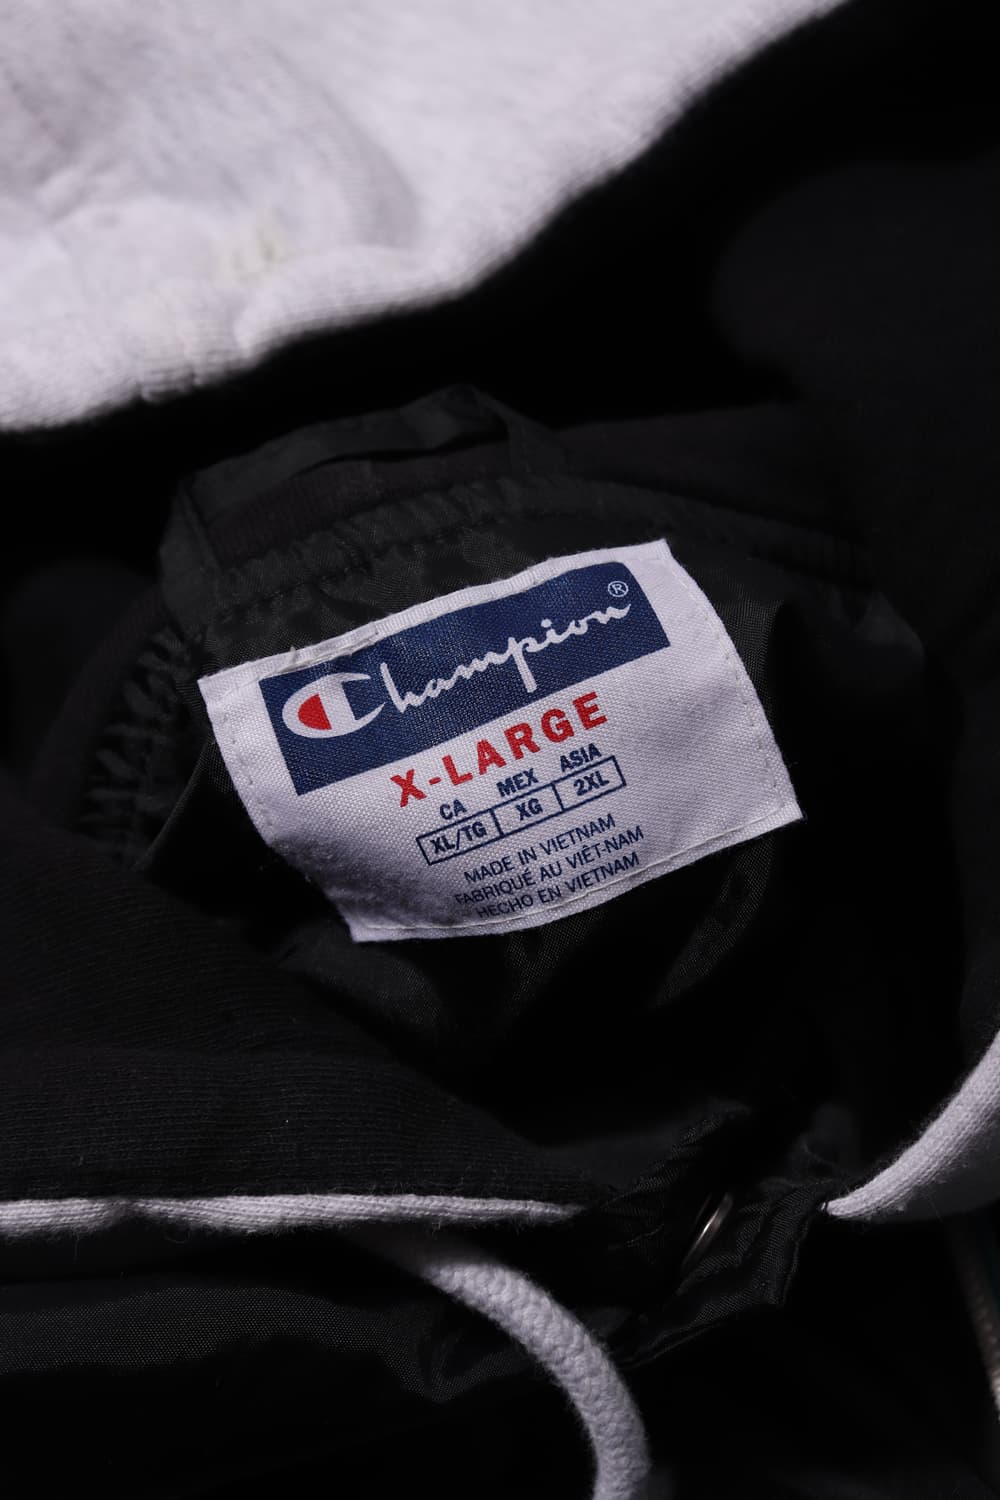 Champion®
X-LARGE
CA MEX ASIA
XL/TG XG 2XL
MADE IN VIETNAM
FABRIQUÉ AU VIÊT-NAM
HECHO EN VIETNAM